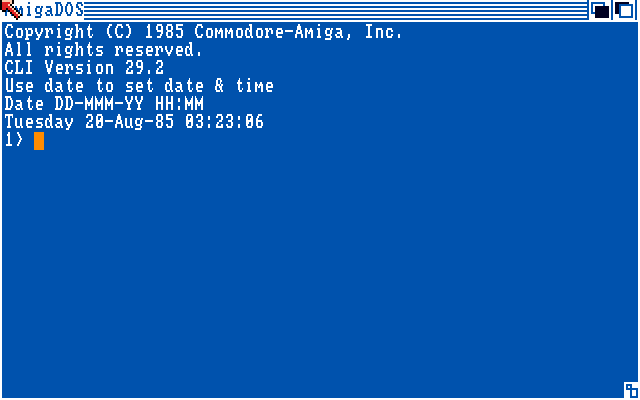 AmigaDOS
Copyright (C) 1985 Commodore-Amiga, Inc.
All rights reserved.
CLI Version 29.2
Use date to set date & time
Date DD-MMM-YY HH:MM
Tuesday 20-Aug-85 03:23:06
1>